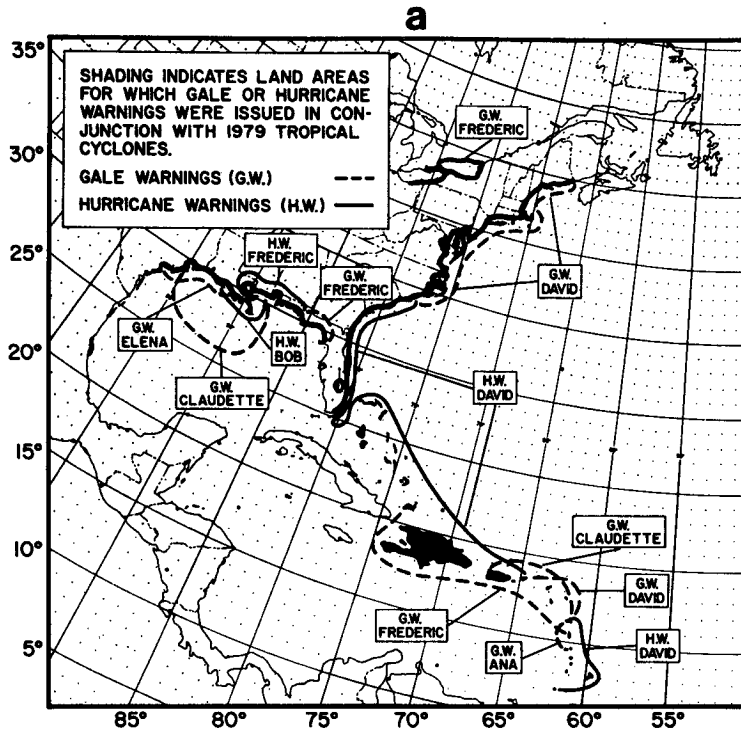 a
35°
SHADING INDICATES LAND AREAS
FOR WHICH GALE OR HURRICANE
WARNINGS WERE ISSUED IN CON-
JUNCTION WITH 1979 TROPICAL
CYCLONES.
GALE WARNINGS (G.W.)
HURRICANE WARNINGS (H.W.)
30°
25°
20°
15°
10°
5°
G.W.
FREDERIC
H.W.
FREDERIC
G.W.
FREDERIC
G.W.
DAVID
G.W.
ELENA
H.W.
BOB
G.W.
CLAUDETTE
H.W.
DAVID
G.W.
CLAUDETTE
G.W.
DAVID
G.W.
FREDERIC
G.W.
ANA
H.W.
DAVID
85°
80°
75°
70°
65°
60°
55°